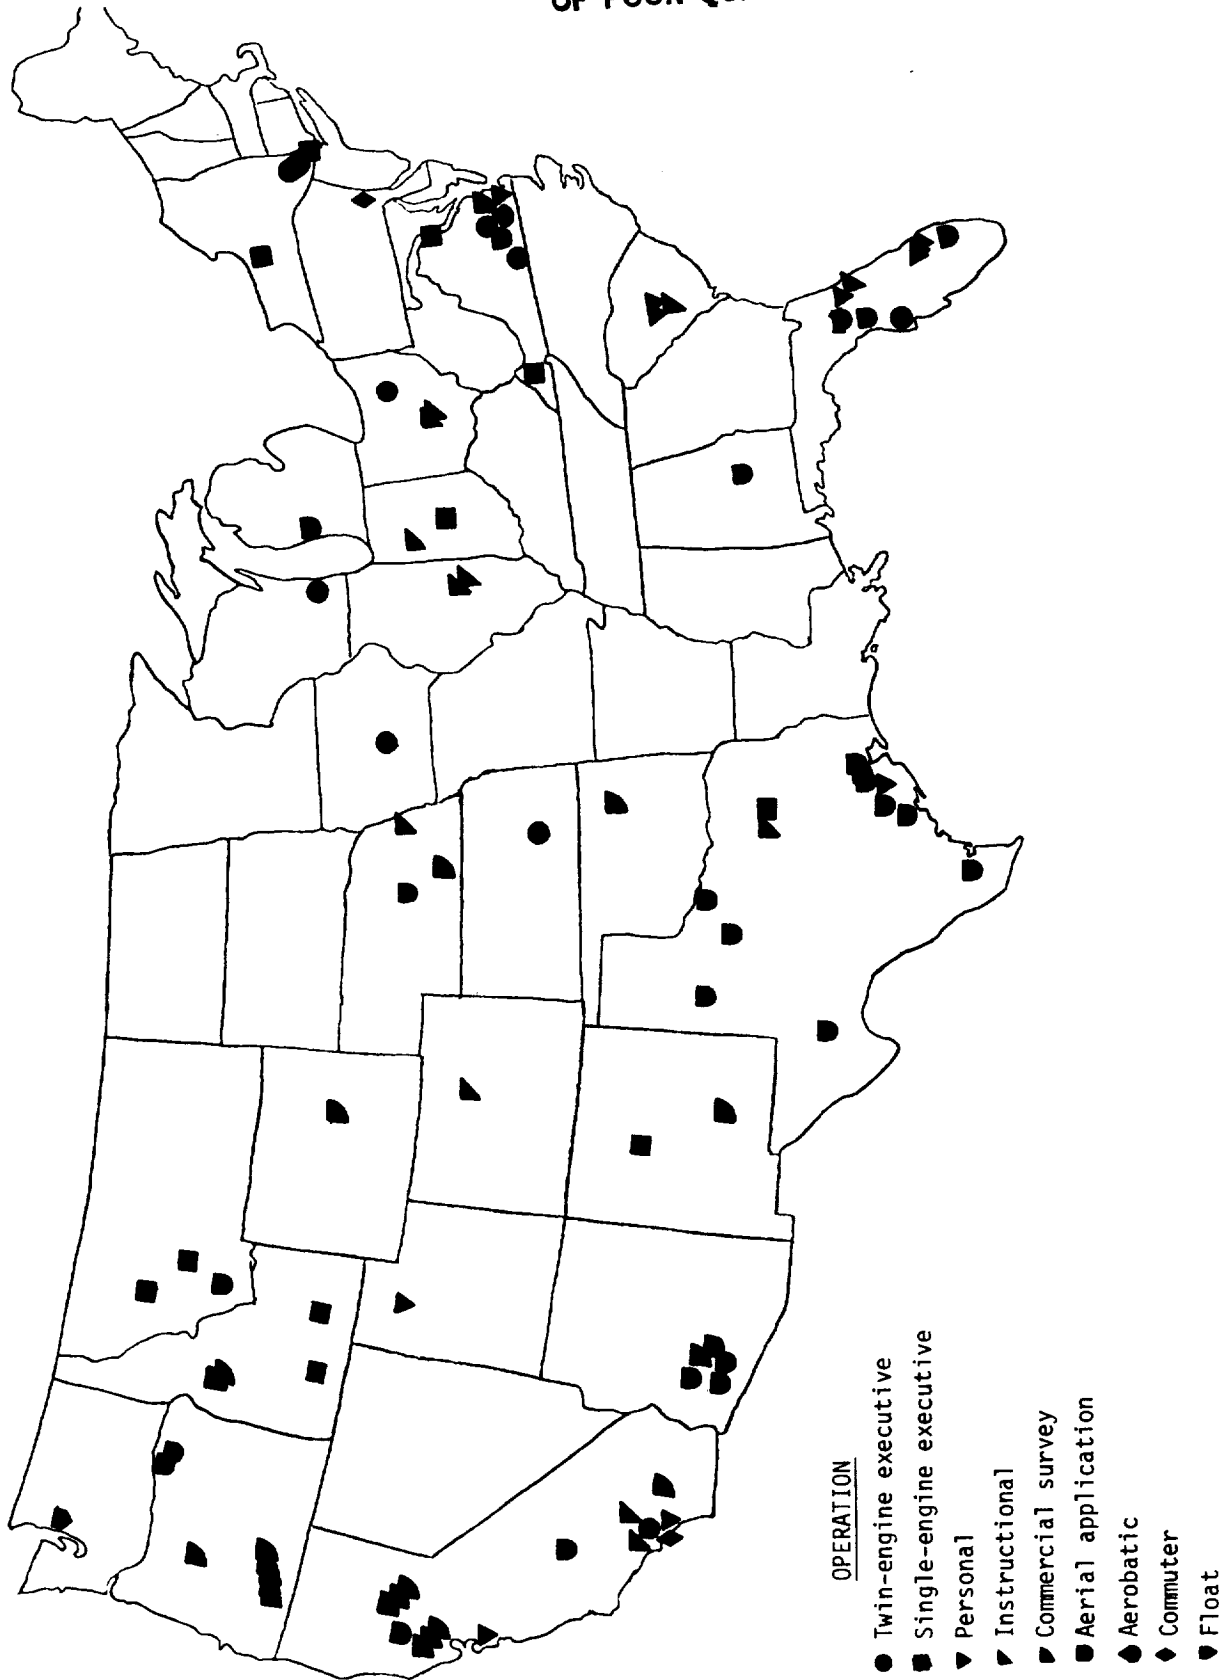 OPERATION
Twin-engine executive
Single-engine executive
Personal
Instructional
Commercial survey
Aerial application
Aerobatic
Commuter
Float